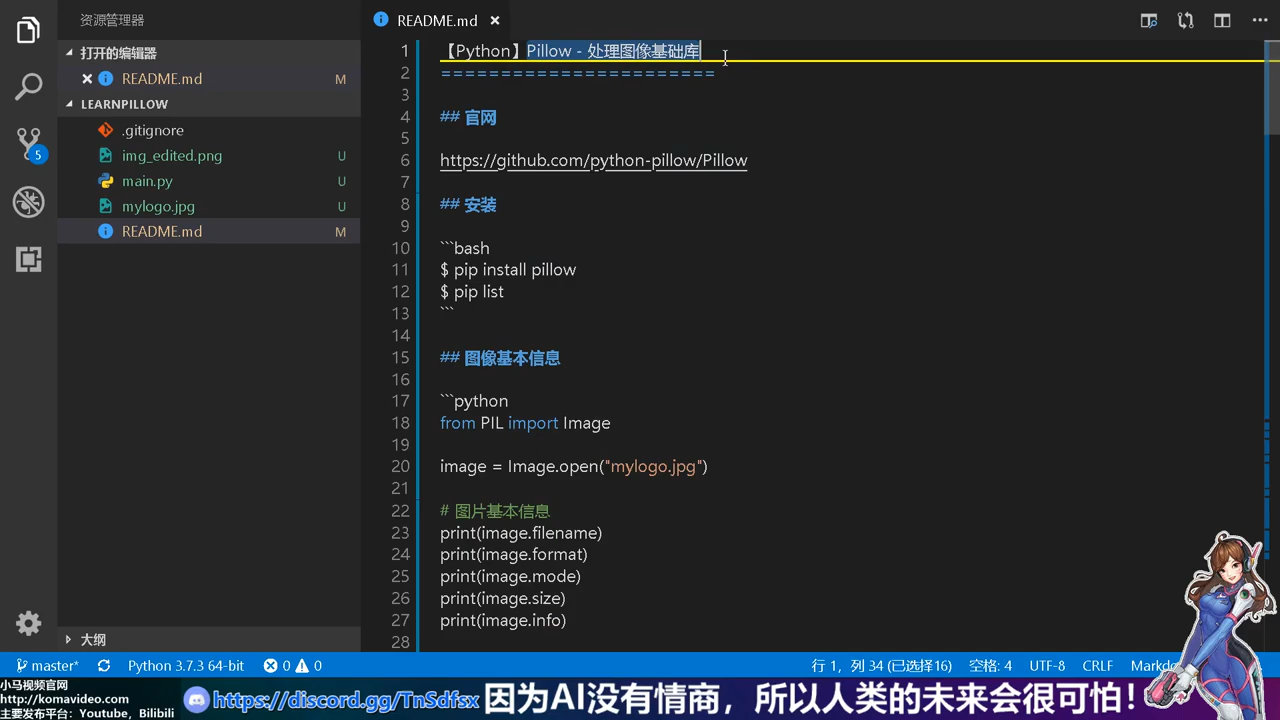 资源管理器
打开的编辑器
README.md M
LEARNPILLOW
.gitignore
img_edited.png U
main.py U
mylogo.jpg U
README.md M
大纲
5
README.md
1 【Python】Pillow - 处理图像基础库
2 =======================
3
4 ## 官网
5
6 https://github.com/python-pillow/Pillow
7
8 ## 安装
9
10 ```bash
11 $ pip install pillow
12 $ pip list
13 ```
14
15 ## 图像基本信息
16
17 ```python
18 from PIL import Image
19
20 image = Image.open("mylogo.jpg")
21
22 # 图片基本信息
23 print(image.filename)
24 print(image.format)
25 print(image.mode)
26 print(image.size)
27 print(image.info)
28
master* Python 3.7.3 64-bit 0 0 行 1，列 34 (已选择16) 空格: 4 UTF-8 CRLF
小马视频官网
http://komavideo.com
主要发布平台: Youtube, Bilibili
https://discord.gg/TnSdfsx 因为AI没有情商，所以人类的未来会很可怕！